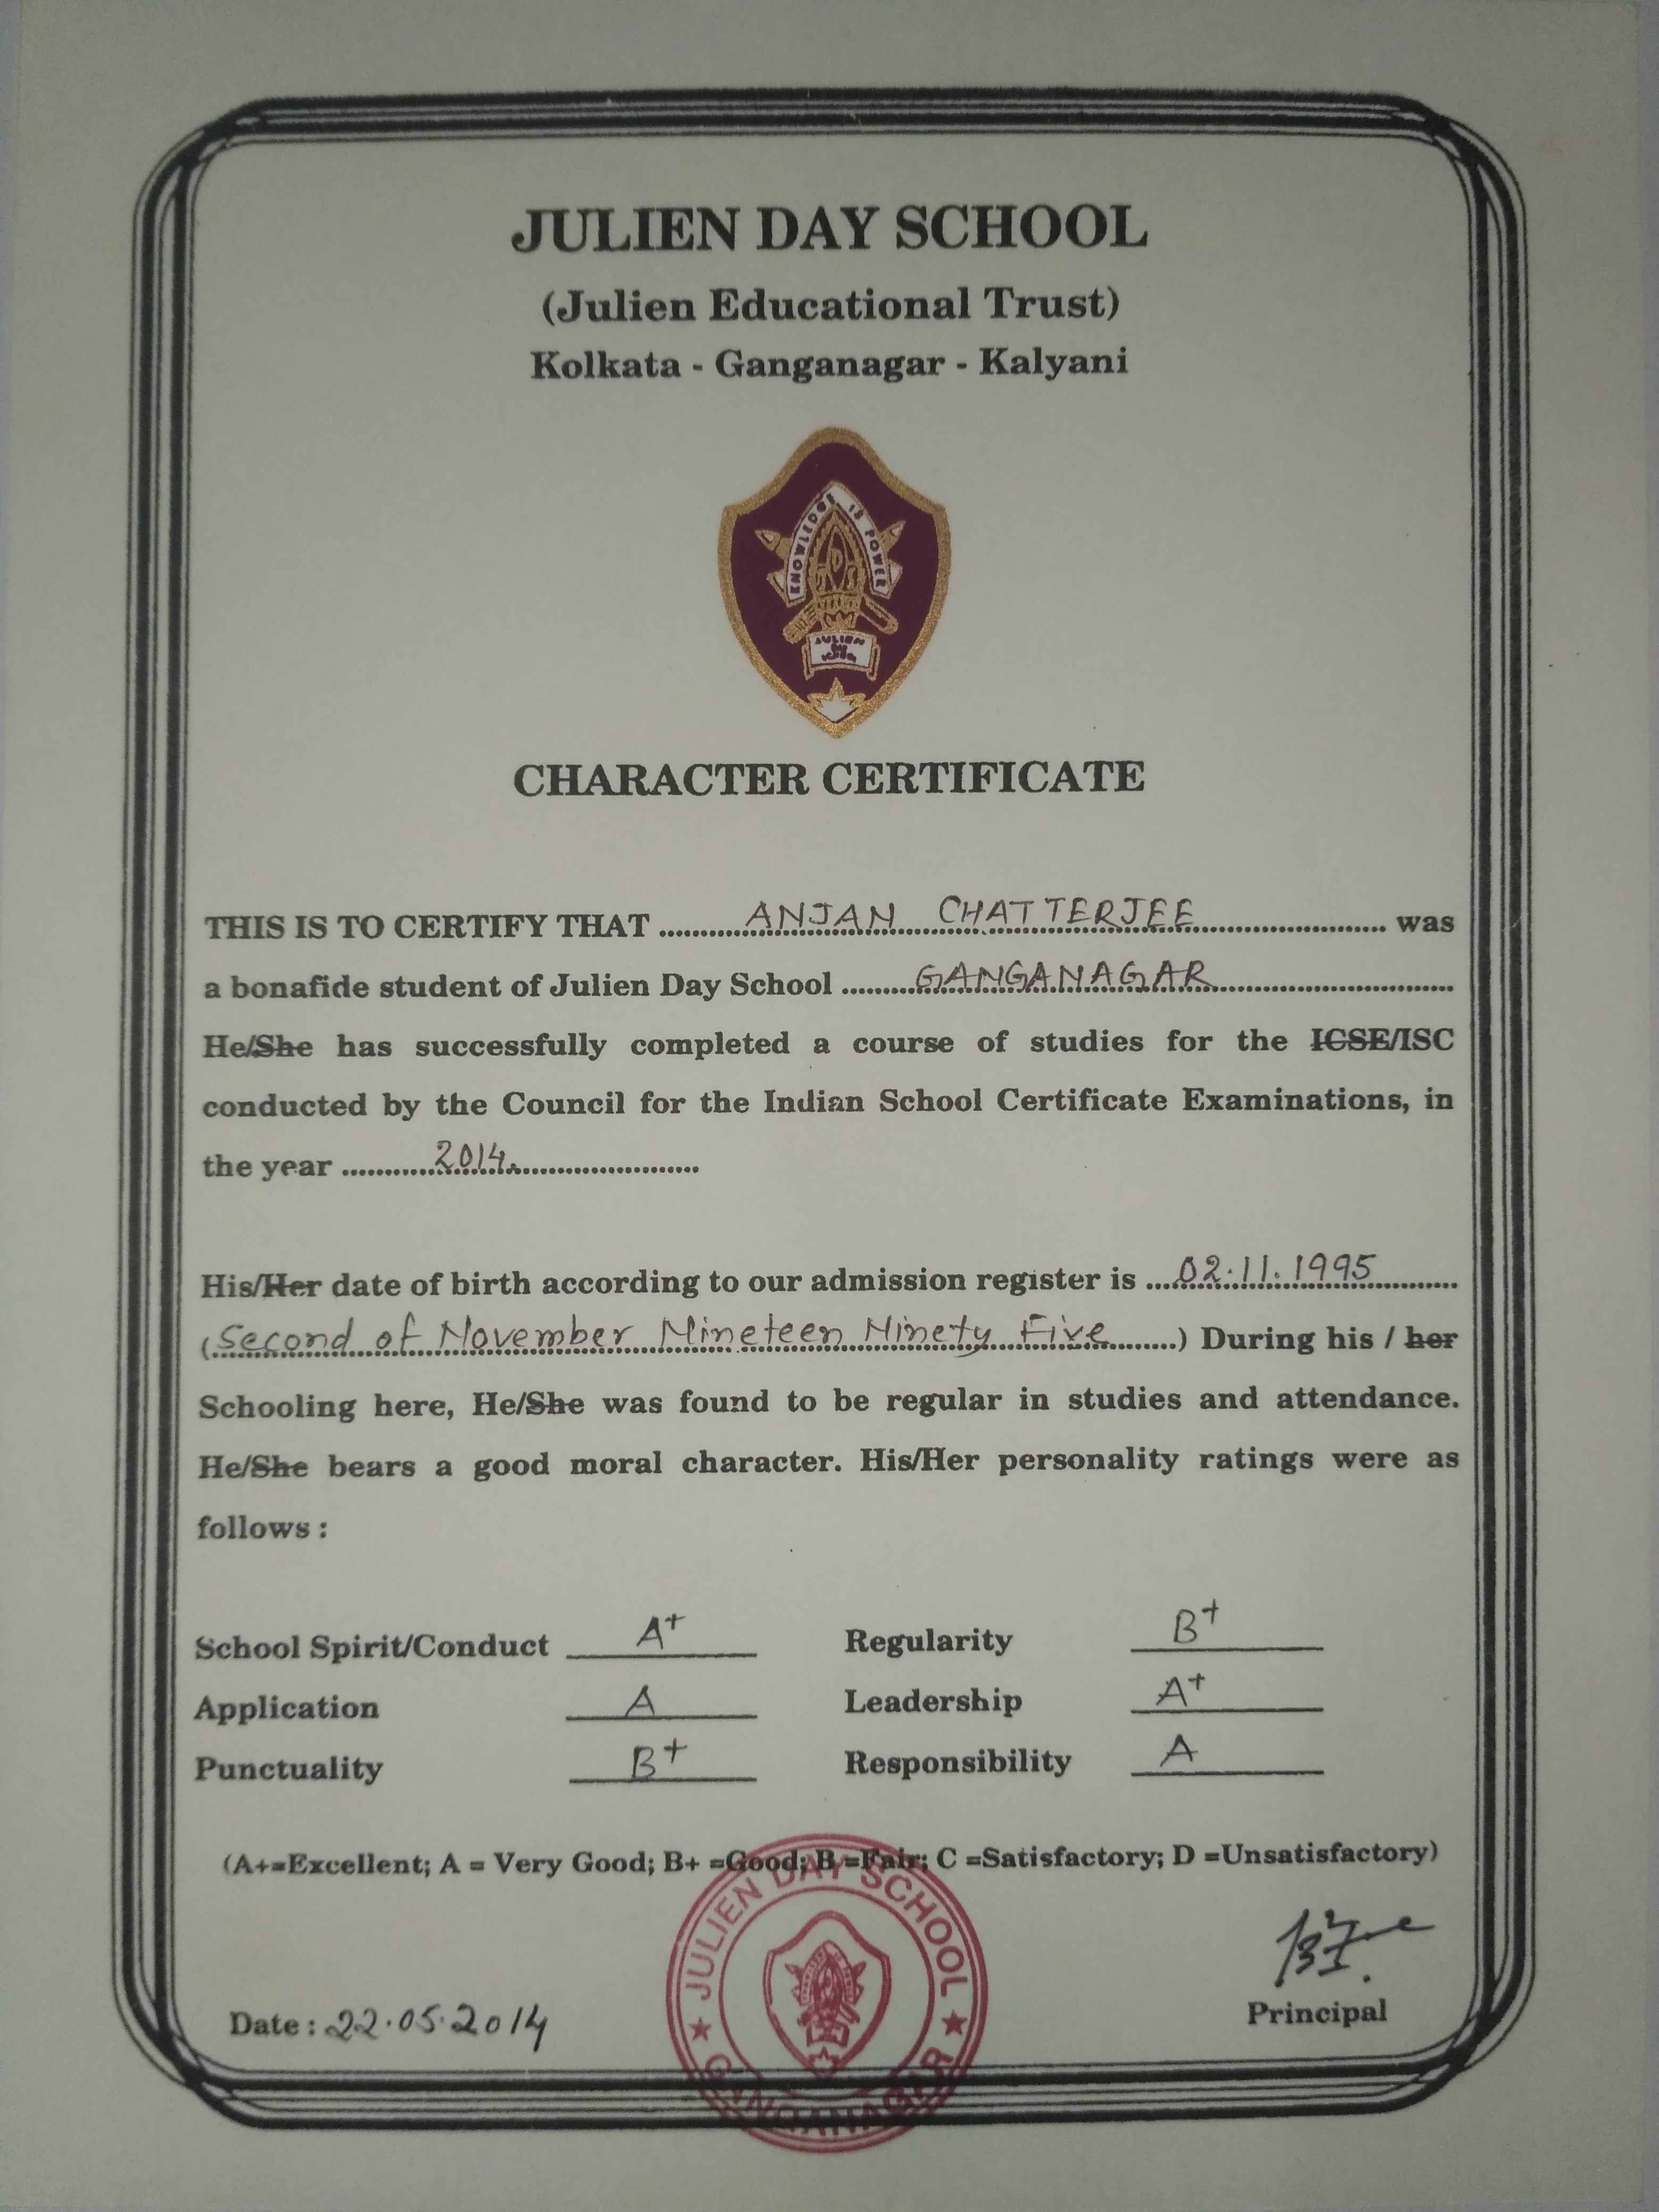 JULIEN DAY SCHOOL
(Julien Educational Trust)
Kolkata - Ganganagar - Kalyani
KNOWLEDGE IS POWER
JULIEN
DAY
SCHOOL
CHARACTER CERTIFICATE
THIS IS TO CERTIFY THAT ANJAN CHATTERJEE was
a bonafide student of Julien Day School GANGANAGAR
He/She has successfully completed a course of studies for the ICSE/ISC
conducted by the Council for the Indian School Certificate Examinations, in
the year 2014.
His/Her date of birth according to our admission register is 02.11.1995
(Second of November Nineteen Ninety Five) During his / her
Schooling here, He/She was found to be regular in studies and attendance.
He/She bears a good moral character. His/Her personality ratings were as
follows :
School Spirit/Conduct A+ Regularity B+
Application A Leadership A+
Punctuality B+ Responsibility A
(A+=Excellent; A = Very Good; B+ =Good; B =Fair; C =Satisfactory; D =Unsatisfactory)
JULIEN DAY SCHOOL
GANGANAGAR
Principal
Date : 22.05.2014